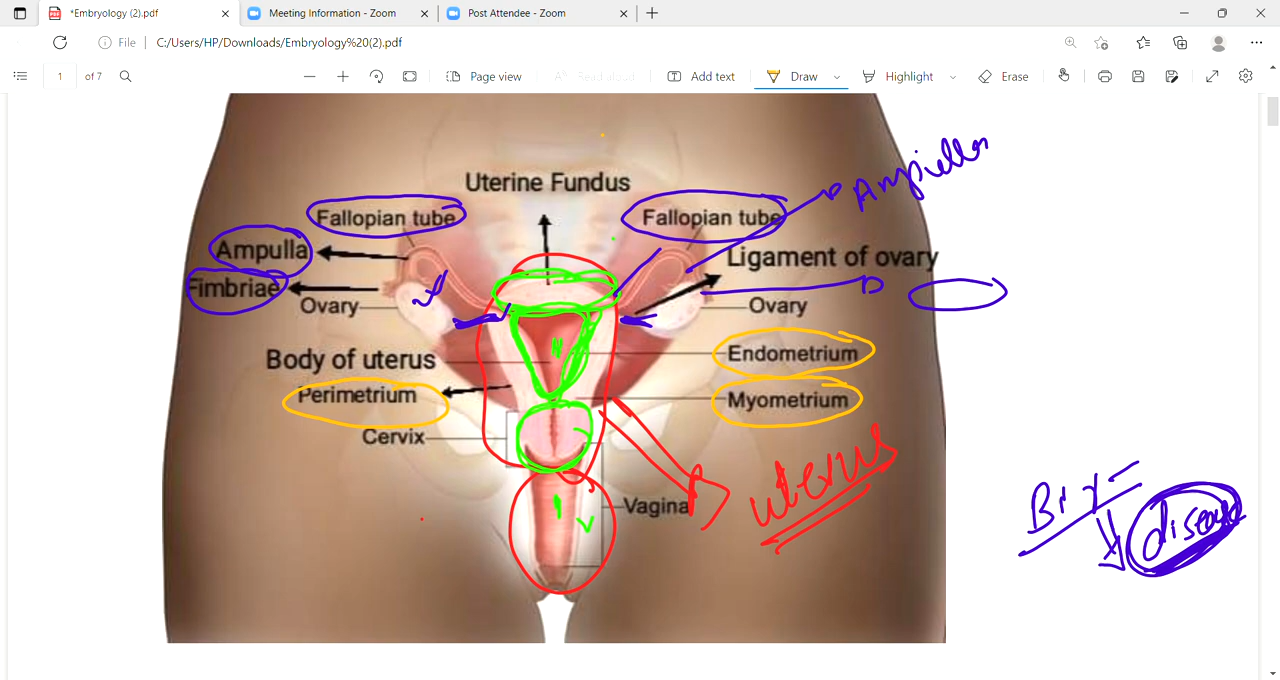 *Embryology (2).pdf
Meeting Information - Zoom
Post Attendee - Zoom
File
C:/Users/HP/Downloads/Embryology%20(2).pdf
1 of 7
Page view
Read aloud
Add text
Draw
Highlight
Erase
Uterine Fundus
Fallopian tube
Fallopian tube
Ampulla
Ampulla
Ligament of ovary
Fimbriae
Ovary
Ovary
Body of uterus
Endometrium
Perimetrium
Myometrium
Cervix
uterus
Vagina
disease